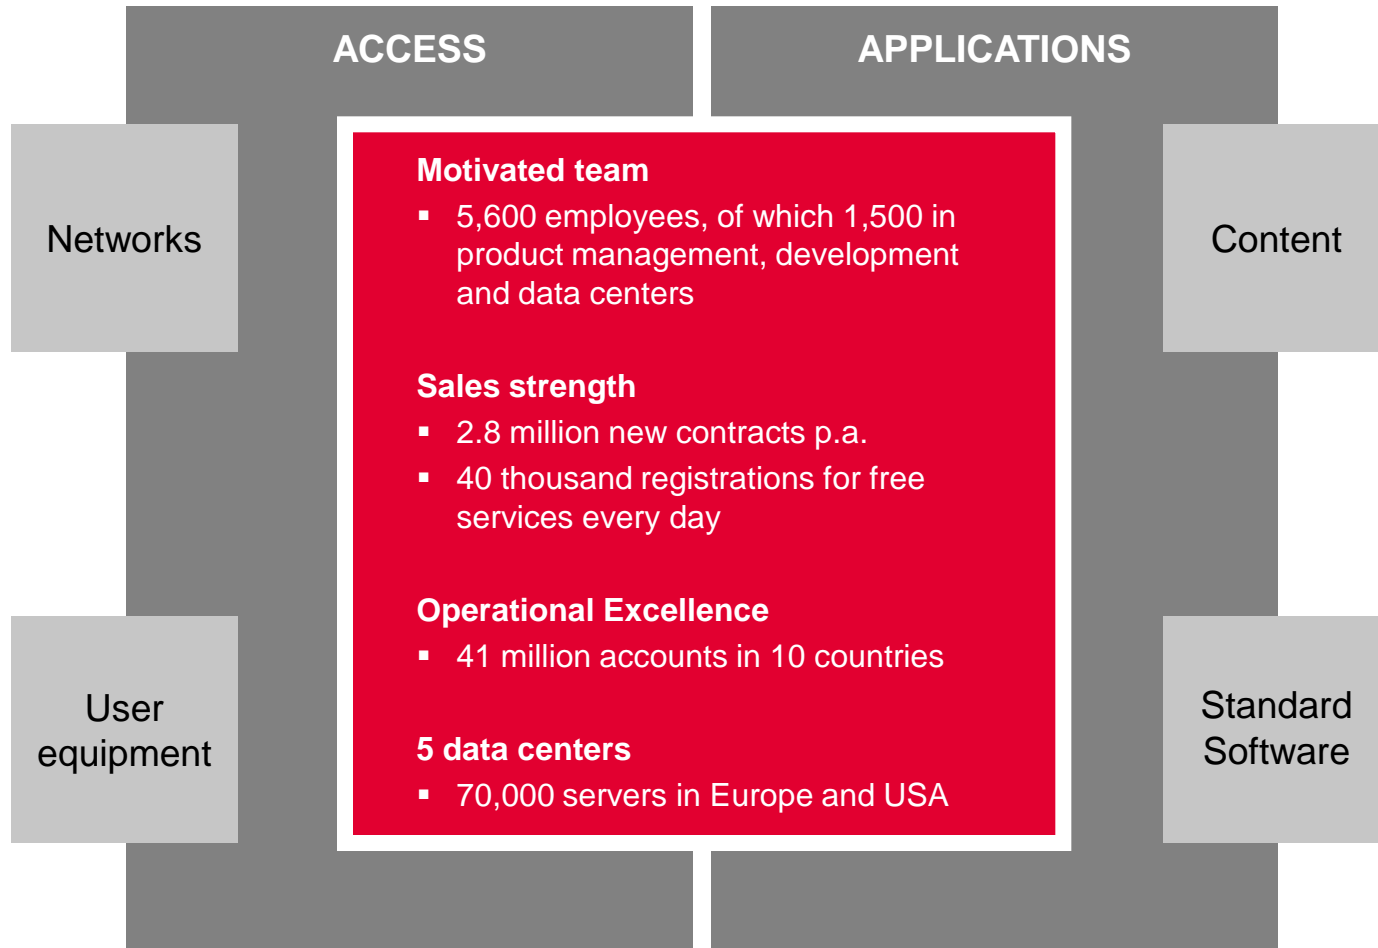 ACCESS
APPLICATIONS
Networks
User
equipment
Motivated team
▪ 5,600 employees, of which 1,500 in
product management, development
and data centers
Sales strength
▪ 2.8 million new contracts p.a.
▪ 40 thousand registrations for free
services every day
Operational Excellence
▪ 41 million accounts in 10 countries
5 data centers
▪ 70,000 servers in Europe and USA
Content
Standard
Software